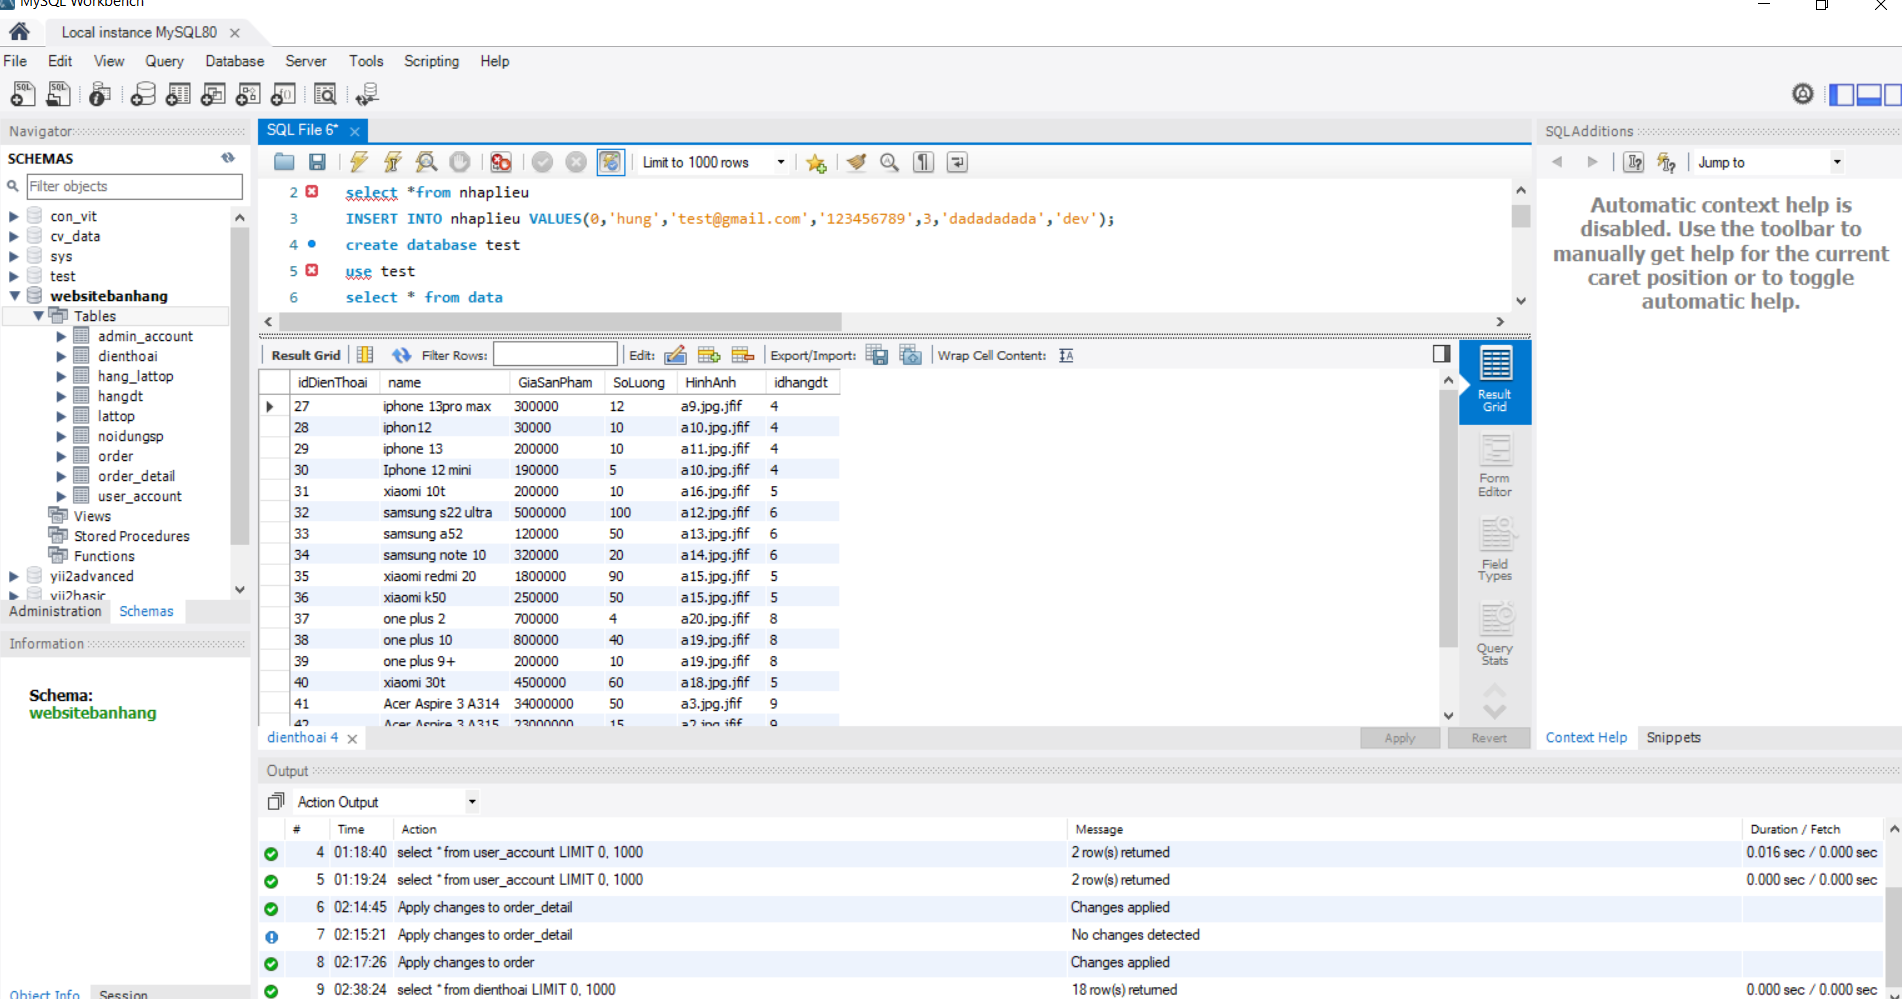 MySQL Workbench
Local instance MySQL80
File Edit View Query Database Server Tools Scripting Help
Navigator
SCHEMAS
Filter objects
con_vit
cv_data
sys
test
websitebanhang
Tables
admin_account
dienthoai
hang_lattop
hangdt
lattop
noidungsp
order
order_detail
user_account
Views
Stored Procedures
Functions
yii2advanced
yii2basic
Administration Schemas
Information
Schema:
websitebanhang
Object Info Session
SQL File 6*
Limit to 1000 rows
2 select *from nhaplieu
3 INSERT INTO nhaplieu VALUES(0,'hung','test@gmail.com','123456789',3,'dadadadada','dev');
4 create database test
5 use test
6 select * from data
Result Grid Filter Rows: Edit: Export/Import: Wrap Cell Content:
idDienThoai name GiaSanPham SoLuong HinhAnh idhangdt
27 iphone 13pro max 300000 12 a9.jpg.jfif 4
28 iphon12 30000 10 a10.jpg.jfif 4
29 iphone 13 200000 10 a11.jpg.jfif 4
30 Iphone 12 mini 190000 5 a10.jpg.jfif 4
31 xiaomi 10t 200000 10 a16.jpg.jfif 5
32 samsung s22 ultra 5000000 100 a12.jpg.jfif 6
33 samsung a52 120000 50 a13.jpg.jfif 6
34 samsung note 10 320000 20 a14.jpg.jfif 6
35 xiaomi redmi 20 1800000 90 a15.jpg.jfif 5
36 xiaomi k50 250000 50 a15.jpg.jfif 5
37 one plus 2 700000 4 a20.jpg.jfif 8
38 one plus 10 800000 40 a19.jpg.jfif 8
39 one plus 9+ 200000 10 a19.jpg.jfif 8
40 xiaomi 30t 4500000 60 a18.jpg.jfif 5
41 Acer Aspire 3 A314 34000000 50 a3.jpg.jfif 9
42 Acer Aspire 3 A315 23000000 15 a2.jpg.jfif 9
Result
Grid
Form
Editor
Field
Types
Query
Stats
dienthoai 4
Apply Revert
SQLAdditions
Jump to
Automatic context help is
disabled. Use the toolbar to
manually get help for the current
caret position or to toggle
automatic help.
Context Help Snippets
Output
Action Output
# Time Action Message Duration / Fetch
4 01:18:40 select * from user_account LIMIT 0, 1000 2 row(s) returned 0.016 sec / 0.000 sec
5 01:19:24 select * from user_account LIMIT 0, 1000 2 row(s) returned 0.000 sec / 0.000 sec
6 02:14:45 Apply changes to order_detail Changes applied
7 02:15:21 Apply changes to order_detail No changes detected
8 02:17:26 Apply changes to order Changes applied
9 02:38:24 select * from dienthoai LIMIT 0, 1000 18 row(s) returned 0.000 sec / 0.000 sec